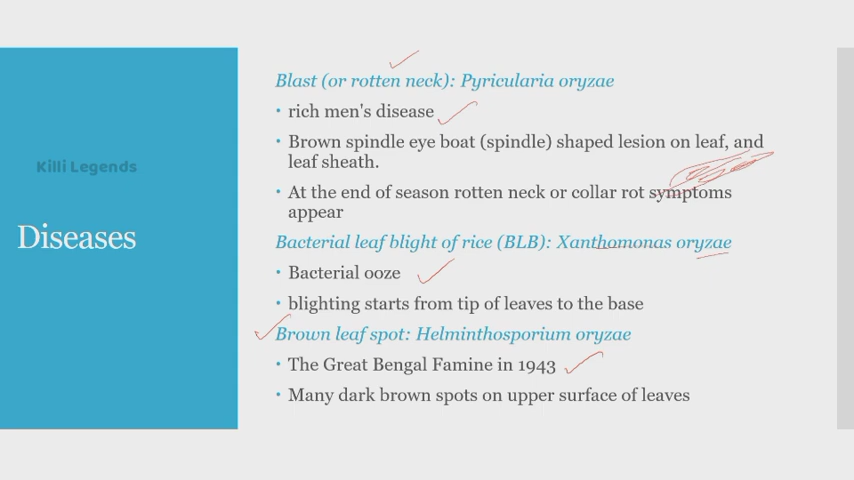 Killi Legends
Diseases
Blast (or rotten neck): Pyricularia oryzae
• rich men's disease
• Brown spindle eye boat (spindle) shaped lesion on leaf, and
leaf sheath.
• At the end of season rotten neck or collar rot symptoms
appear
Bacterial leaf blight of rice (BLB): Xanthomonas oryzae
• Bacterial ooze
• blighting starts from tip of leaves to the base
Brown leaf spot: Helminthosporium oryzae
• The Great Bengal Famine in 1943
• Many dark brown spots on upper surface of leaves